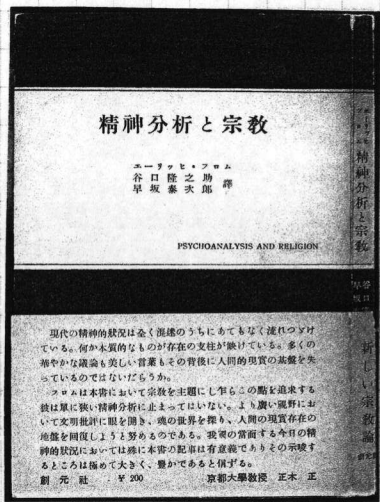 精神分析と宗教
エーリッヒ・フロム
谷口隆之助
早坂泰次郎
譯
PSYCHOANALYSIS AND RELIGION
精神分析と宗教
新しい宗教論
現代の精神的狀況は全く混迷のうちにあてもなく流れつゞけ
ている。何か本質的なものが存在の支柱が缺けている。多くの
華やかな議論も美しい言葉もその背後に人間的現實の基盤を失
っているのではないだらうか。
フロムは本書において宗教を主題にし乍らこの點を追求する
彼は單に狹い精神分析に止まってはいない。より廣い視野にお
いて文明批評に眼を開き、魂の世界を探り、人間の現實存在の
地盤を回復しようと努めるのである。我々の當面する今日の精
神的狀況においては殊に本書の記事は有意義でありその示唆す
るところは極めて大きく、豐かであると信ずる。
創元社 ・ ¥200 京都大學教授 正木 正